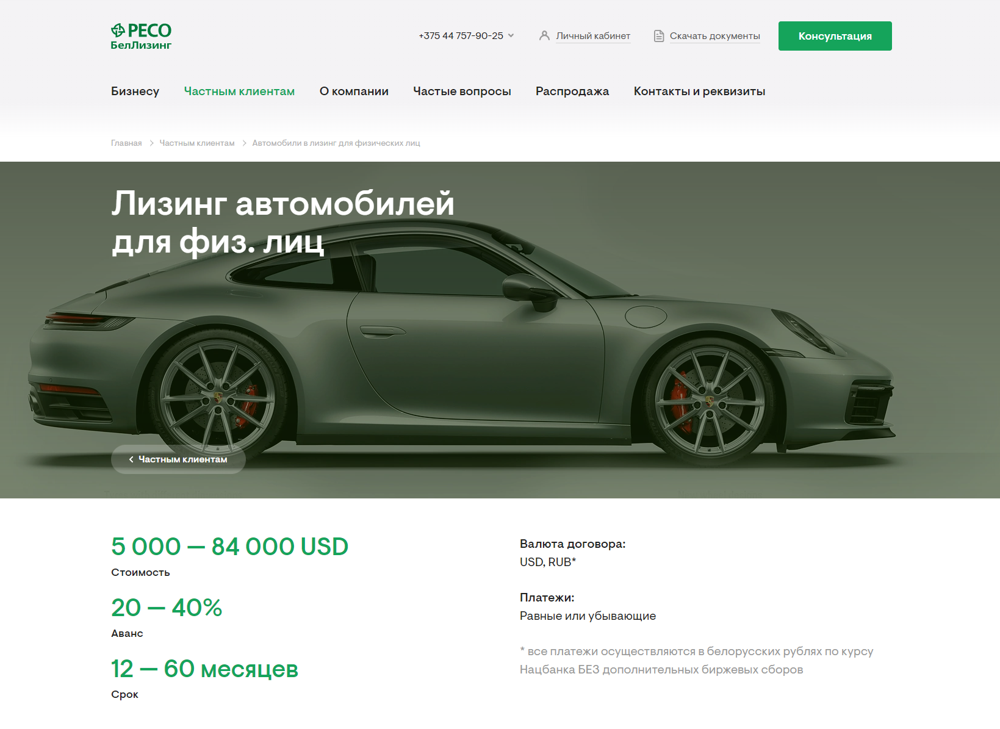 РЕСО
БелЛизинг
+375 44 757-90-25
Личный кабинет
Скачать документы
Консультация
Бизнесу
Частным клиентам
О компании
Частые вопросы
Распродажа
Контакты и реквизиты
Главная
Частным клиентам
Автомобили в лизинг для физических лиц
Лизинг автомобилей
для физ. лиц
Частным клиентам
5 000 — 84 000 USD
Стоимость
20 — 40%
Аванс
12 — 60 месяцев
Срок
Валюта договора:
USD, RUB*
Платежи:
Равные или убывающие
* все платежи осуществляются в белорусских рублях по курсу
Нацбанка БЕЗ дополнительных биржевых сборов